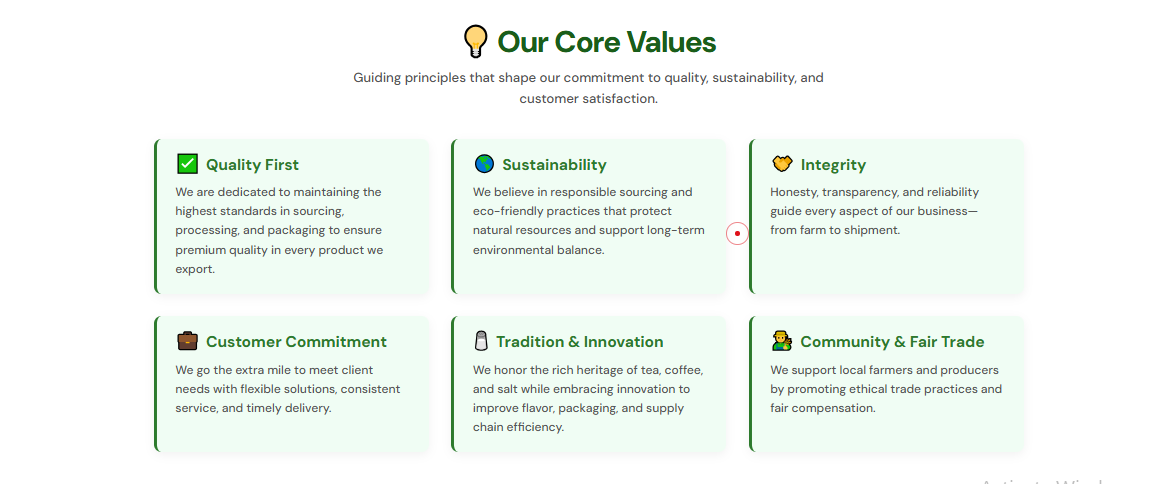 Our Core Values
Guiding principles that shape our commitment to quality, sustainability, and
customer satisfaction.
Quality First
We are dedicated to maintaining the
highest standards in sourcing,
processing, and packaging to ensure
premium quality in every product we
export.
Sustainability
We believe in responsible sourcing and
eco-friendly practices that protect
natural resources and support long-term
environmental balance.
Integrity
Honesty, transparency, and reliability
guide every aspect of our business—
from farm to shipment.
Customer Commitment
We go the extra mile to meet client
needs with flexible solutions, consistent
service, and timely delivery.
Tradition & Innovation
We honor the rich heritage of tea, coffee,
and salt while embracing innovation to
improve flavor, packaging, and supply
chain efficiency.
Community & Fair Trade
We support local farmers and producers
by promoting ethical trade practices and
fair compensation.